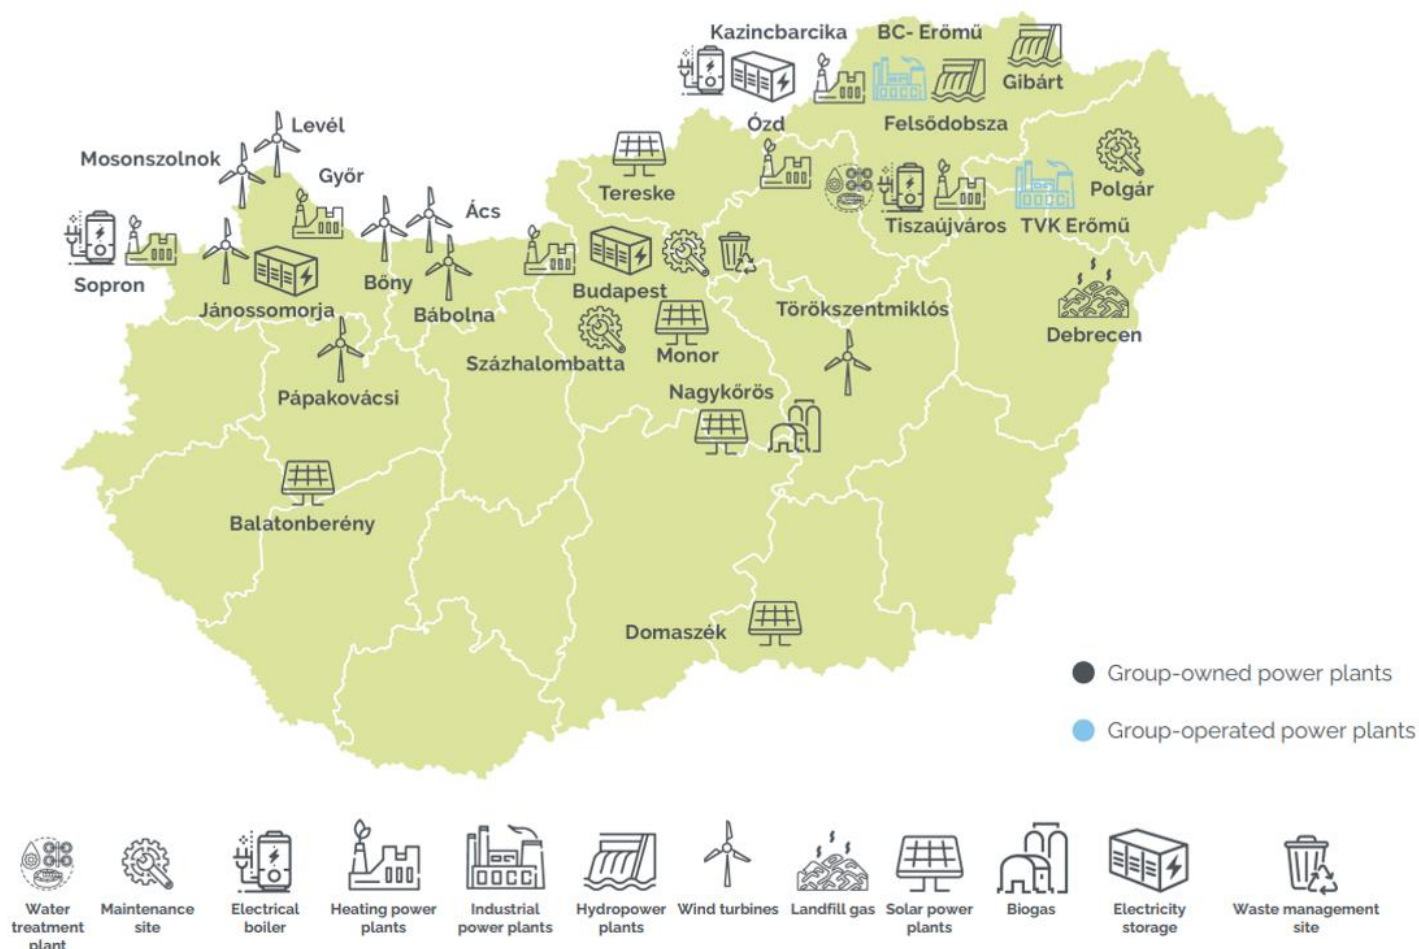 Kazincbarcika
BC- Erőmű
Gibárt
Levél
Ózd
Felsődobsza
Mosonszolnok
Győr
Tereske
Polgár
Ács
Tiszaújváros
TVK Erőmű
Sopron
Bőny
Budapest
Jánossomorja
Bábolna
Törökszentmiklós
Debrecen
Százhalombatta
Monor
Pápakovácsi
Nagykőrös
Balatonberény
Domaszék
Group-owned power plants
Group-operated power plants
Water
treatment
plant
Maintenance
site
Electrical
boiler
Heating power
plants
Industrial
power plants
Hydropower
plants
Wind turbines
Landfill gas
Solar power
plants
Biogas
Electricity
storage
Waste management
site